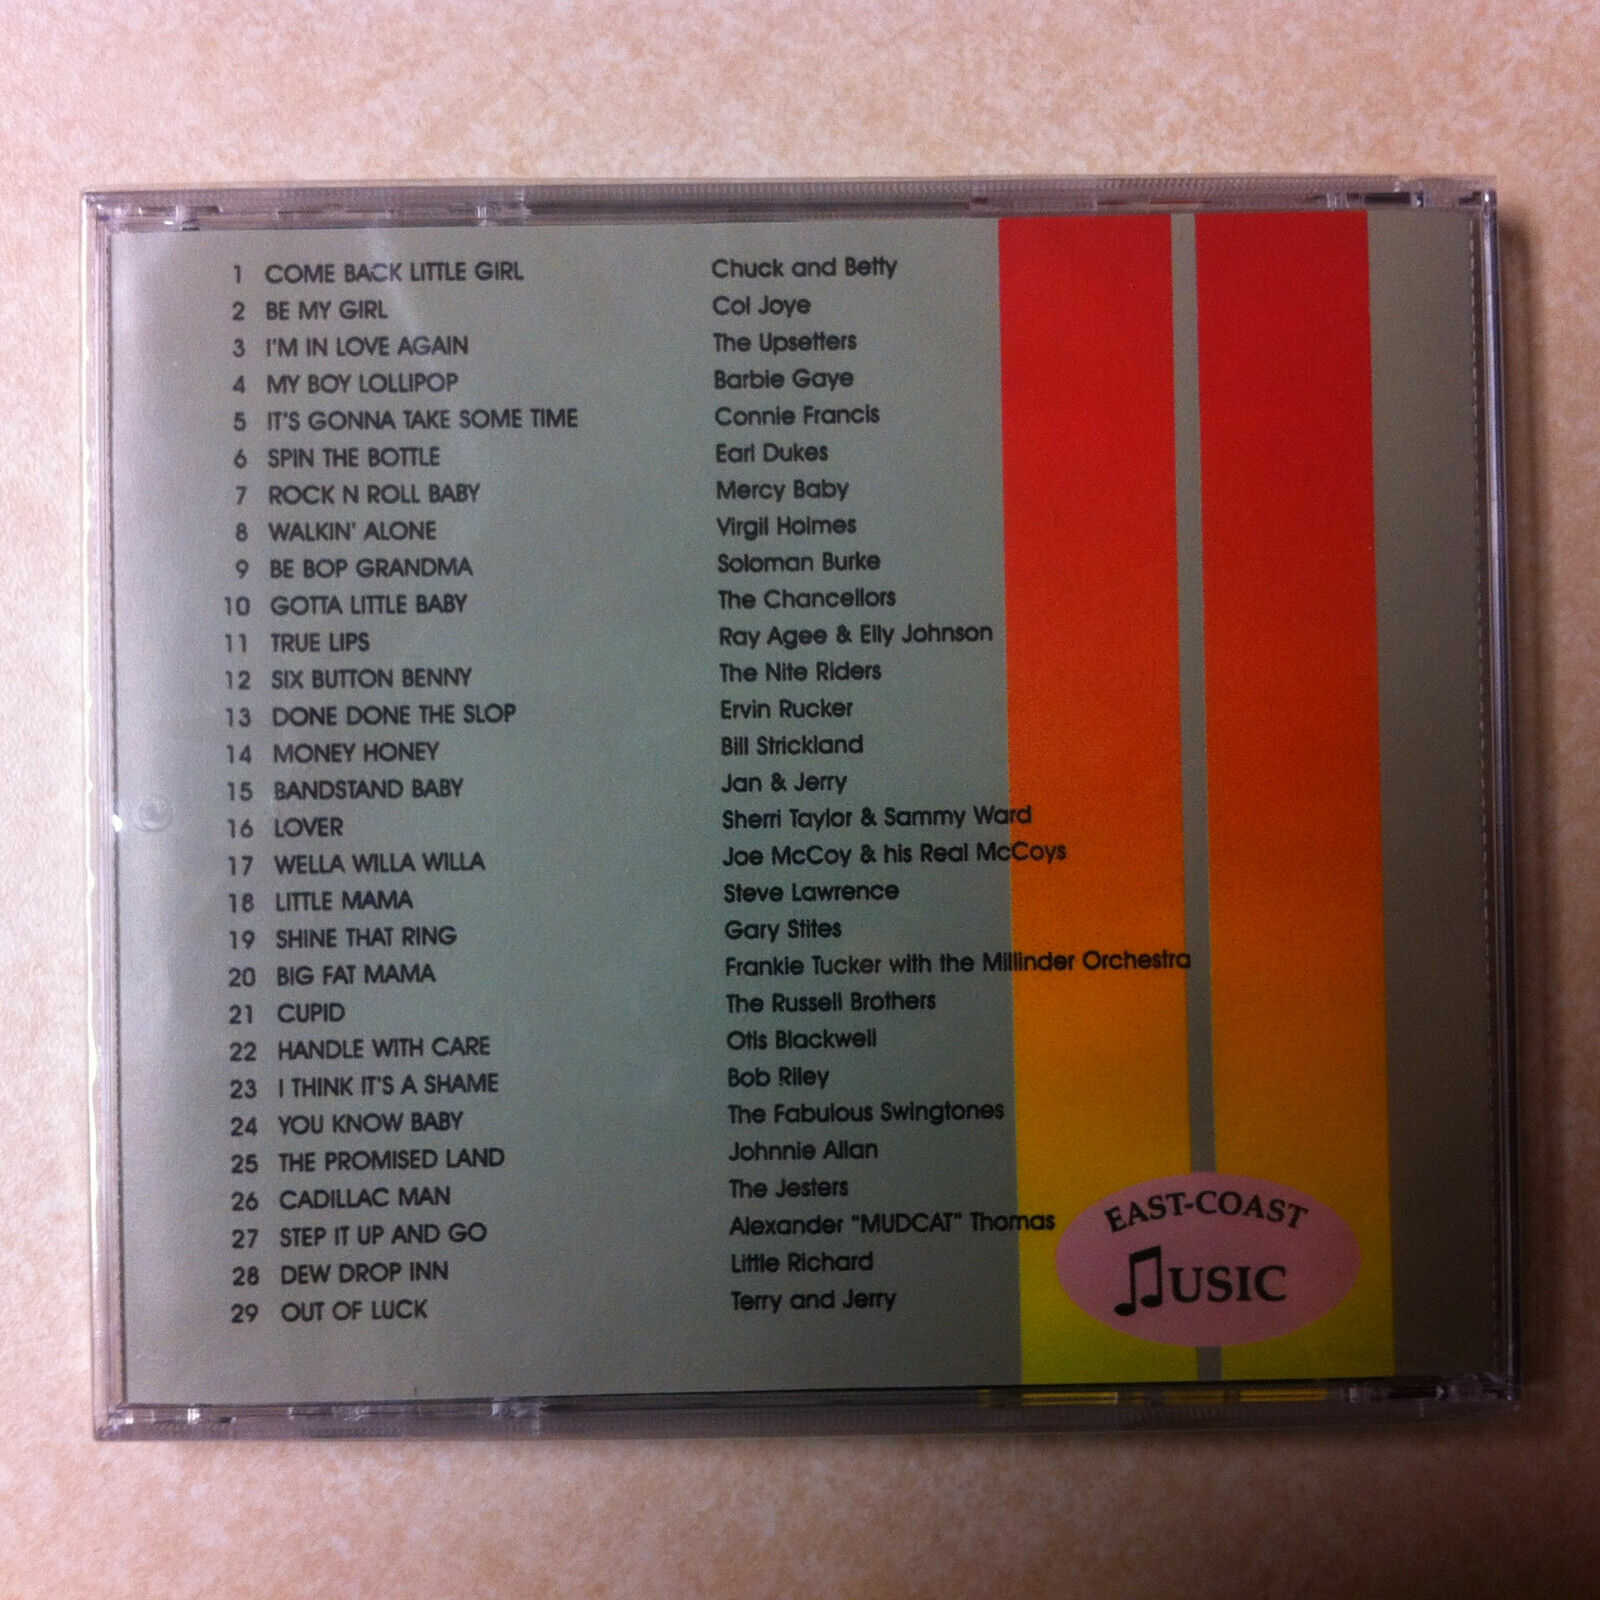 1 COME BACK LITTLE GIRL Chuck and Betty
2 BE MY GIRL Col Joye
3 I'M IN LOVE AGAIN The Upsetters
4 MY BOY LOLLIPOP Barbie Gaye
5 IT'S GONNA TAKE SOME TIME Connie Francis
6 SPIN THE BOTTLE Earl Dukes
7 ROCK N ROLL BABY Mercy Baby
8 WALKIN' ALONE Virgil Holmes
9 BE BOP GRANDMA Soloman Burke
10 GOTTA LITTLE BABY The Chancellors
11 TRUE LIPS Ray Agee & Elly Johnson
12 SIX BUTTON BENNY The Nite Riders
13 DONE DONE THE SLOP Ervin Rucker
14 MONEY HONEY Bill Strickland
15 BANDSTAND BABY Jan & Jerry
16 LOVER Sherri Taylor & Sammy Ward
17 WELLA WILLA WILLA Joe McCoy & his Real McCoys
18 LITTLE MAMA Steve Lawrence
19 SHINE THAT RING Gary Stites
20 BIG FAT MAMA Frankie Tucker with the Millinder Orchestra
21 CUPID The Russell Brothers
22 HANDLE WITH CARE Otis Blackwell
23 I THINK IT'S A SHAME Bob Riley
24 YOU KNOW BABY The Fabulous Swingtones
25 THE PROMISED LAND Johnnie Allan
26 CADILLAC MAN The Jesters
27 STEP IT UP AND GO Alexander "MUDCAT" Thomas
28 DEW DROP INN Little Richard
29 OUT OF LUCK Terry and Jerry
EAST-COAST
MUSIC